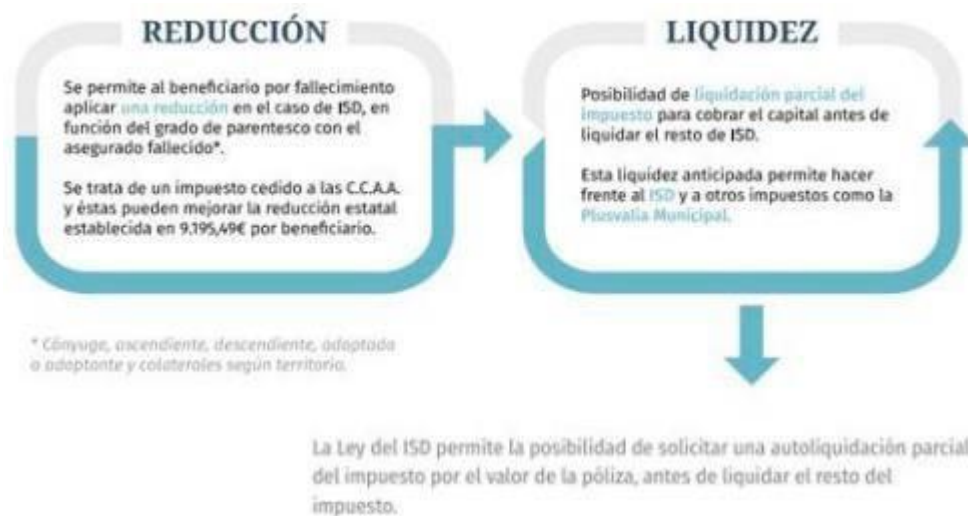 REDUCCIÓN
Se permite al beneficiario por fallecimiento
aplicar una reducción en el caso de ISD, en
función del grado de parentesco con el
asegurado fallecido*.
Se trata de un impuesto cedido a las C.C.A.A.
y éstas pueden mejorar la reducción estatal
establecida en 9.195,49€ por beneficiario.
* Cónyuge, ascendiente, descendiente, adoptada
o adoptante y colaterales según territorio.
LIQUIDEZ
Posibilidad de liquidación parcial del
impuesto para cobrar el capital antes de
liquidar el resto de ISD.
Esta liquidez anticipada permite hacer
frente al ISD y a otros impuestos como la
Plusvalía Municipal.
La Ley del ISD permite la posibilidad de solicitar una autoliquidación parcial
del impuesto por el valor de la póliza, antes de liquidar el resto del
impuesto.